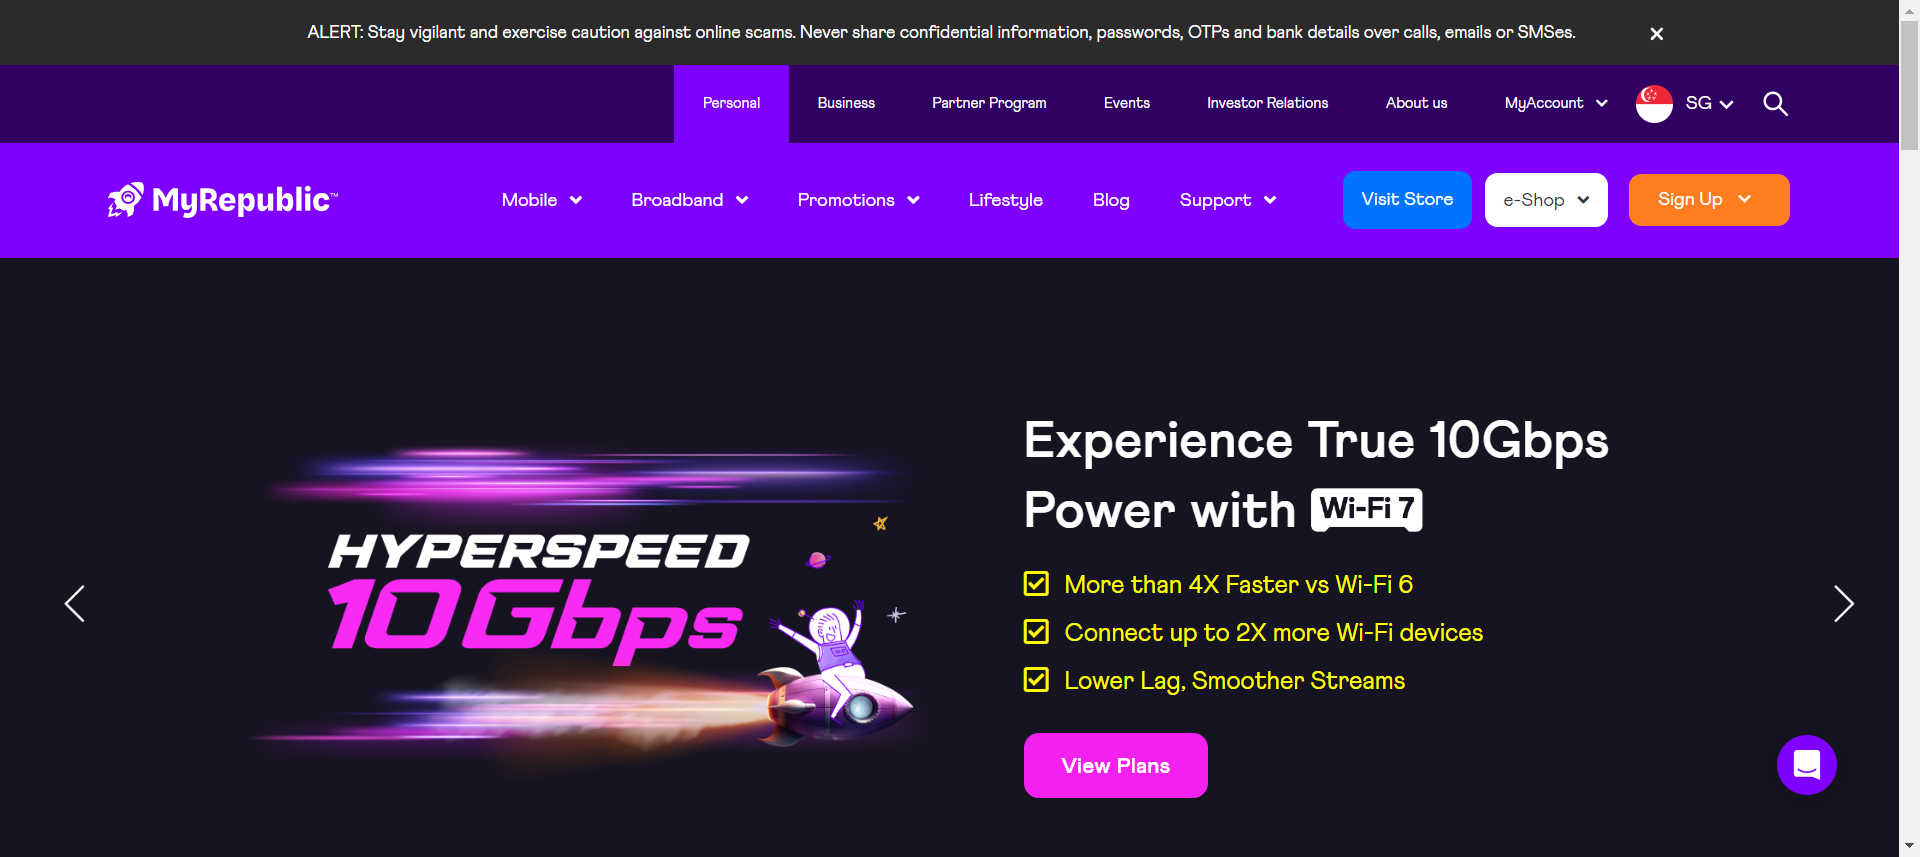 ALERT: Stay vigilant and exercise caution against online scams. Never share confidential information, passwords, OTPs and bank details over calls, emails or SMSes.
Personal Business Partner Program Events Investor Relations About us MyAccount SG
MyRepublic™ Mobile Broadband Promotions Lifestyle Blog Support Visit Store e-Shop Sign Up
HYPERSPEED
10Gbps
Experience True 10Gbps
Power with Wi-Fi 7
More than 4X Faster vs Wi-Fi 6
Connect up to 2X more Wi-Fi devices
Lower Lag, Smoother Streams
View Plans